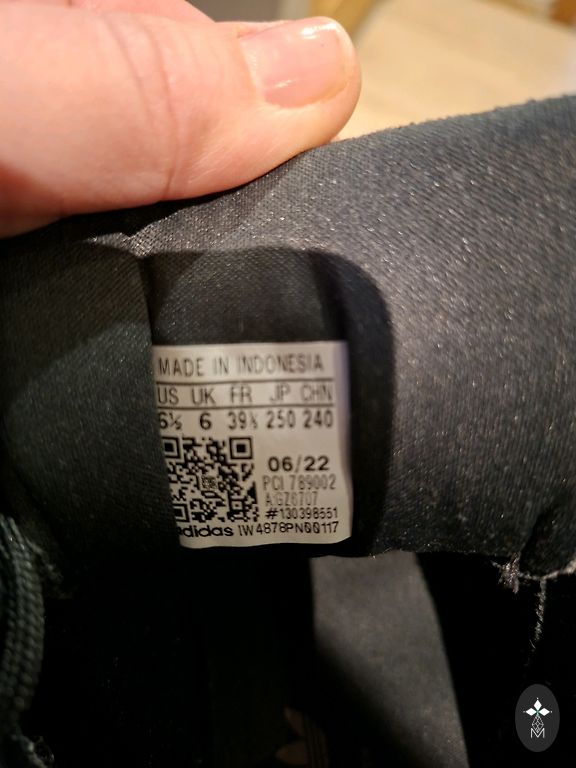 MADE IN INDONESIA
US UK FR JP CHN
6½ 6 39⅓ 250 240
06/22
PCI 789002
#130398551
adidas 1W4878PN00117
M